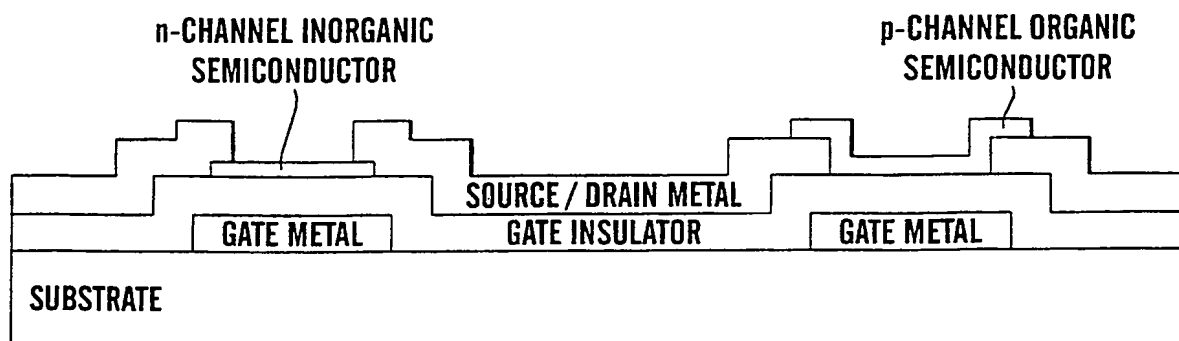 n-CHANNEL INORGANIC
SEMICONDUCTOR
p-CHANNEL ORGANIC
SEMICONDUCTOR
SOURCE / DRAIN METAL
GATE METAL
GATE INSULATOR
GATE METAL
SUBSTRATE